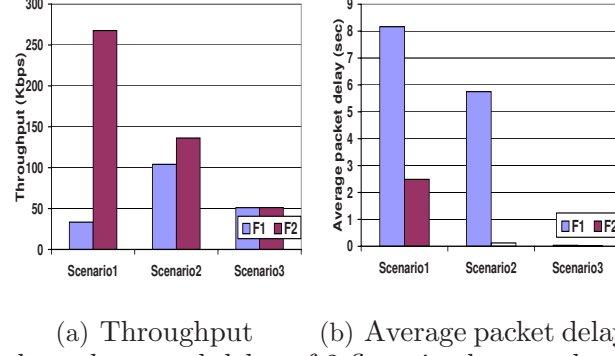 300
250
200
150
100
50
0
Throughput (Kbps)
Scenario1 Scenario2 Scenario3
F1 F2
9
8
7
6
5
4
3
2
1
0
Average packet delay (sec)
Scenario1 Scenario2 Scenario3
F1 F2
(a) Throughput (b) Average packet delay